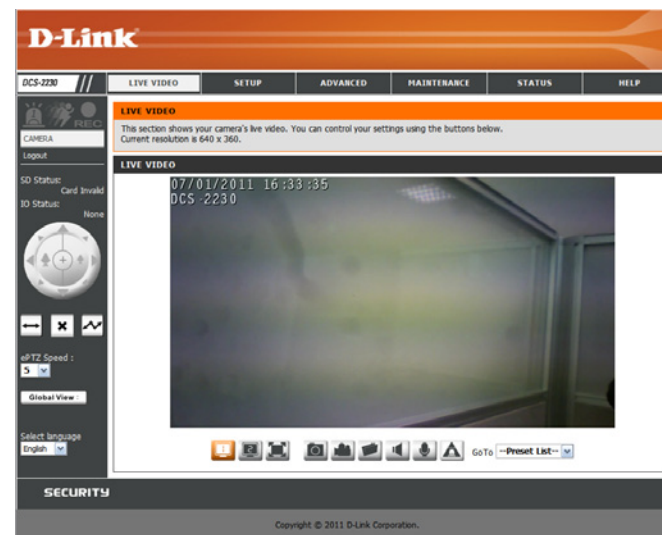 D-Link
DCS-2230
LIVE VIDEO SETUP ADVANCED MAINTENANCE STATUS HELP
REC
CAMERA
Logout
SD Status:
Card Invalid
IO Status:
None
ePTZ Speed :
5
Global View :
Select language
English
LIVE VIDEO
This section shows your camera's live video. You can control your settings using the buttons below.
Current resolution is 640 x 360.
LIVE VIDEO
07/01/2011 16:33:35
DCS-2230
1 2 GoTo --Preset List--
SECURITY
Copyright © 2011 D-Link Corporation.